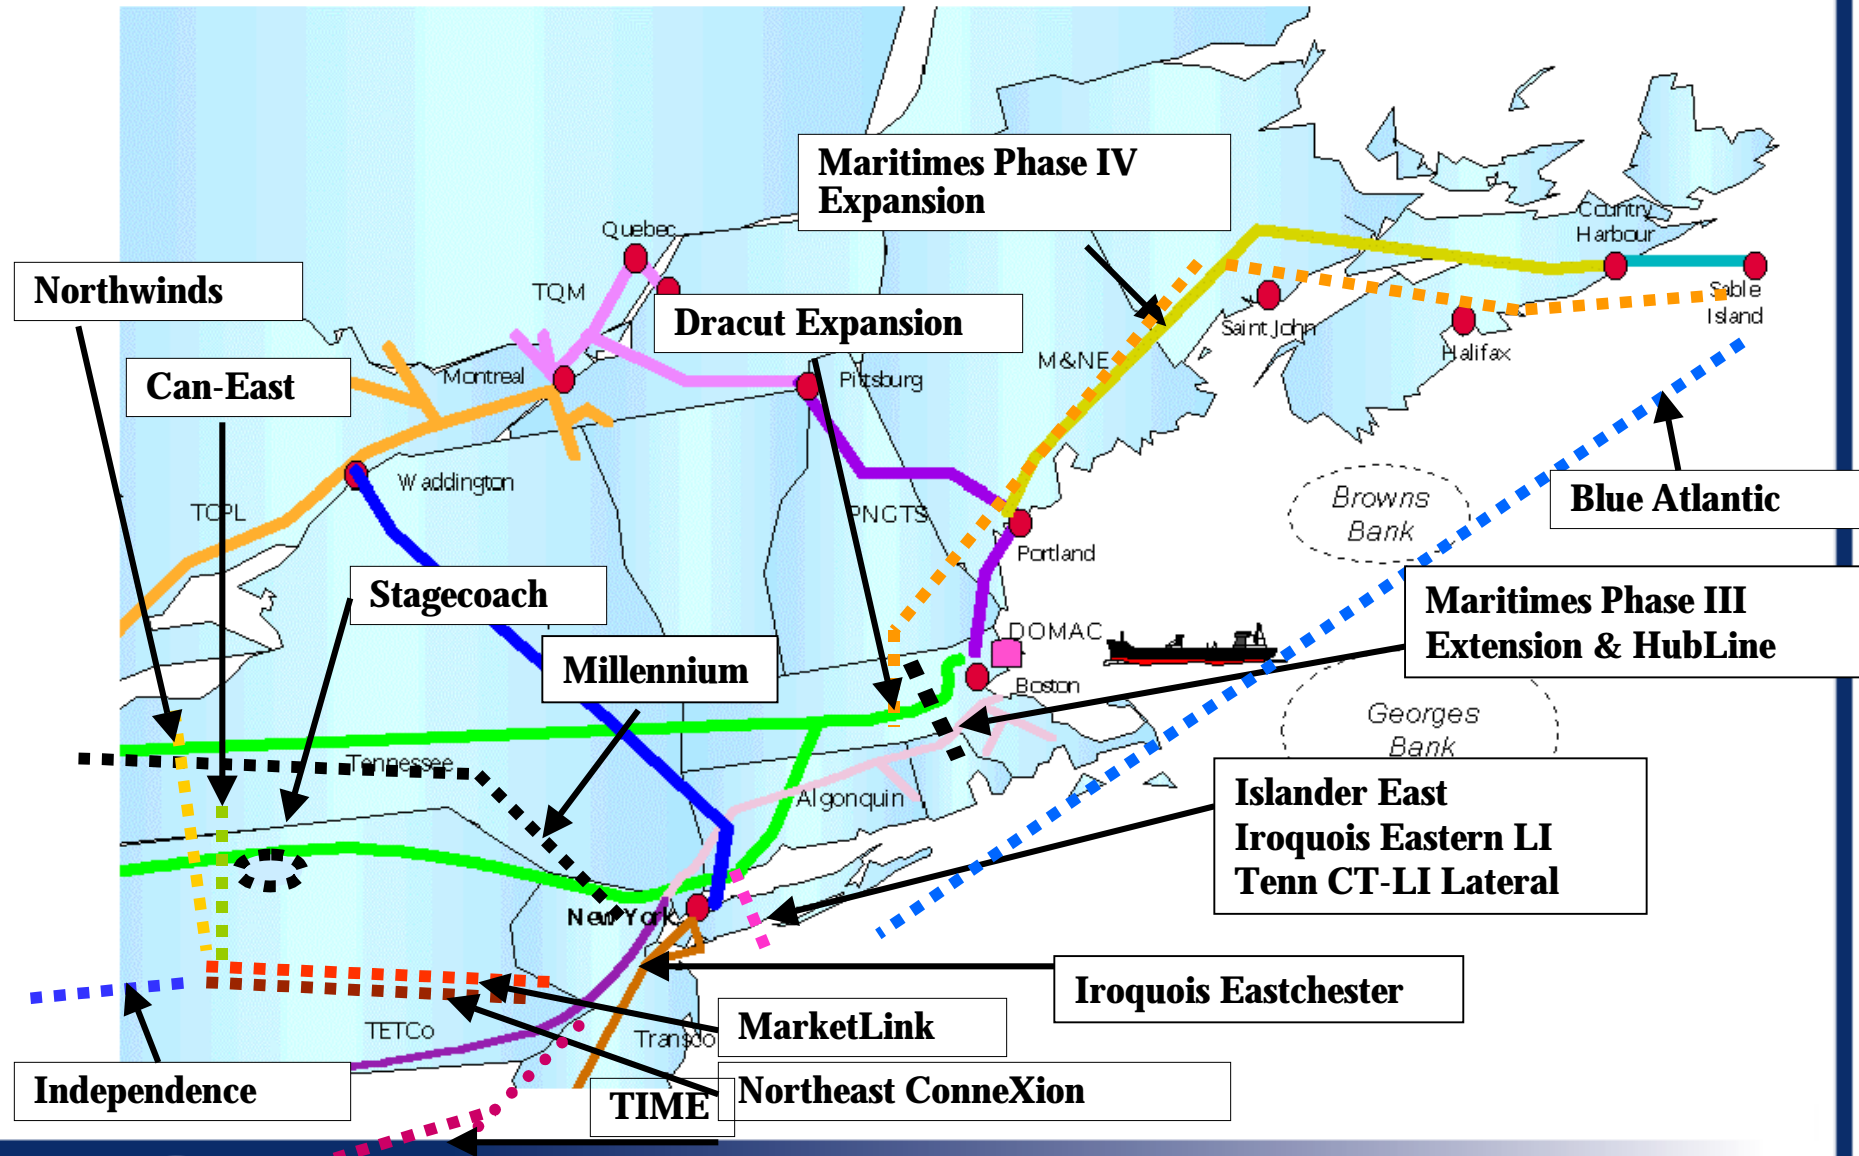 Maritimes Phase IV
Expansion
Country
Harbour
Quebec
Northwinds
TQM
Sable
Island
Dracut Expansion
Saint John
Halifax
M&NE
Can-East
Montreal
Pittsburg
Waddington
Browns
Bank
Blue Atlantic
TCPL
PNGTS
Portland
Stagecoach
Maritimes Phase III
Extension & HubLine
DOMAC
Millennium
Boston
Georges
Bank
Tennessee
Algonquin
Islander East
Iroquois Eastern LI
Tenn CT-LI Lateral
New York
Iroquois Eastchester
MarketLink
TETCo
Transco
Independence
Northeast ConneXion
TIME